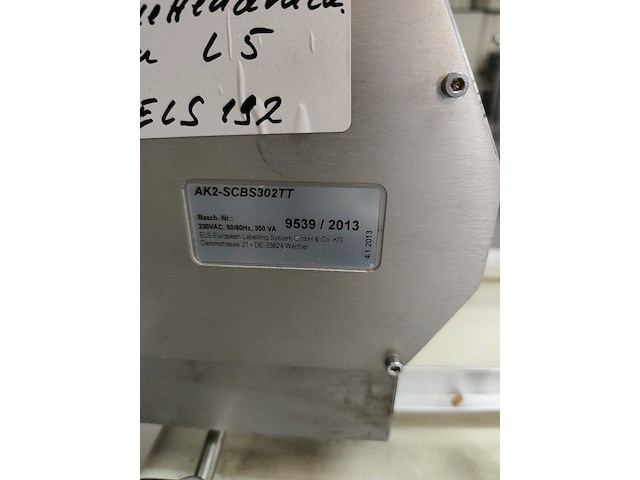 L5
ELS 192
AK2-SCBS302TT
Masch.-Nr.: 9539 / 2013
230VAC, 50/60Hz, 350 VA
ELS-European Labelling System GmbH & Co. KG
Dammstrasse 21 • DE-33824 Werther
4.1.2013